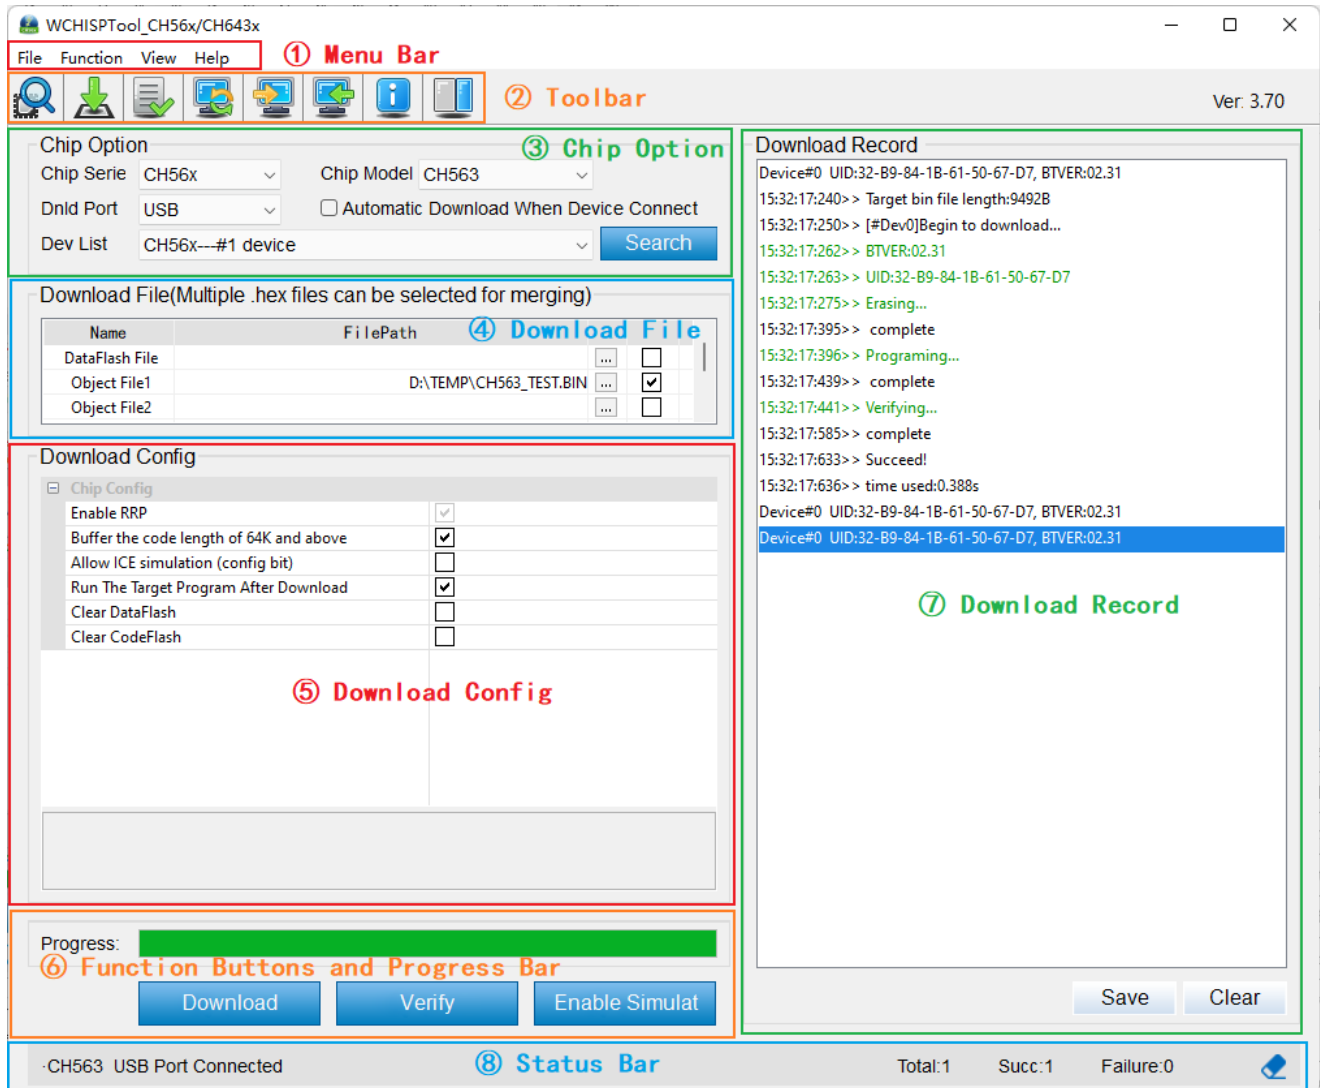 WCHISPTool_CH56x/CH643x
File Function View Help ① Menu Bar
② Toolbar
Ver: 3.70
Chip Option
③ Chip Option
Chip Serie CH56x Chip Model CH563
Dnld Port USB Automatic Download When Device Connect
Dev List CH56x---#1 device Search
Download File(Multiple .hex files can be selected for merging)
Name FilePath ④ Download File
DataFlash File ...
Object File1 D:\TEMP\CH563_TEST.BIN ...
Object File2 ...
Download Config
Chip Config
Enable RRP
Buffer the code length of 64K and above
Allow ICE simulation (config bit)
Run The Target Program After Download
Clear DataFlash
Clear CodeFlash
⑤ Download Config
Progress:
⑥ Function Buttons and Progress Bar
Download Verify Enable Simulat
Download Record
Device#0 UID:32-B9-84-1B-61-50-67-D7, BTVER:02.31
15:32:17:240>> Target bin file length:9492B
15:32:17:250>> [#Dev0]Begin to download...
15:32:17:262>> BTVER:02.31
15:32:17:263>> UID:32-B9-84-1B-61-50-67-D7
15:32:17:275>> Erasing...
15:32:17:395>> complete
15:32:17:396>> Programing...
15:32:17:439>> complete
15:32:17:441>> Verifying...
15:32:17:585>> complete
15:32:17:633>> Succeed!
15:32:17:636>> time used:0.388s
Device#0 UID:32-B9-84-1B-61-50-67-D7, BTVER:02.31
Device#0 UID:32-B9-84-1B-61-50-67-D7, BTVER:02.31
⑦ Download Record
Save Clear
·CH563 USB Port Connected ⑧ Status Bar Total:1 Succ:1 Failure:0